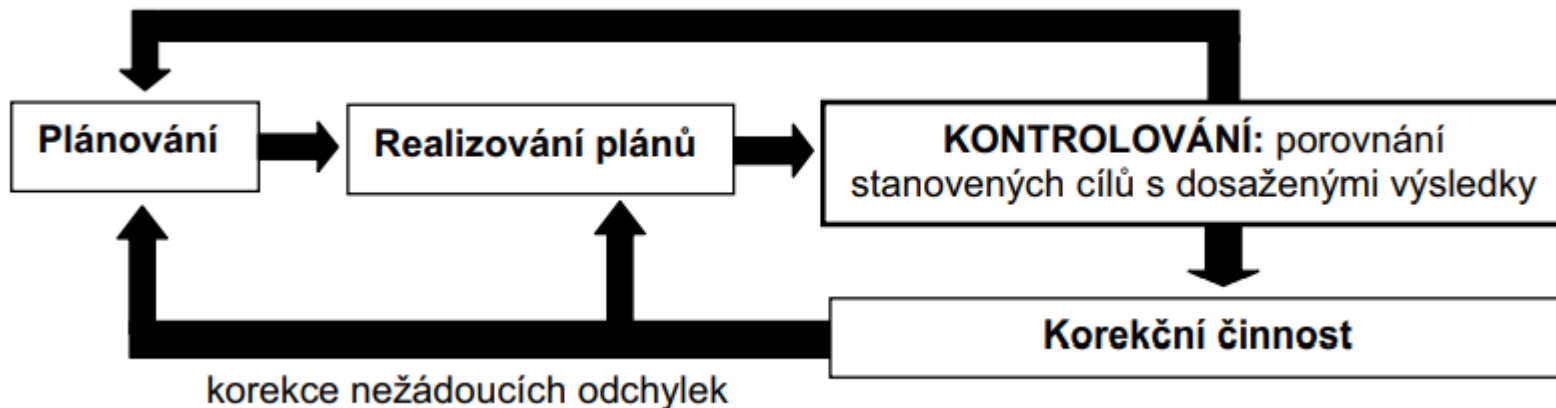 Plánování
Realizování plánů
KONTROLOVÁNÍ: porovnání
stanovených cílů s dosaženými výsledky
Korekční činnost
korekce nežádoucích odchylek